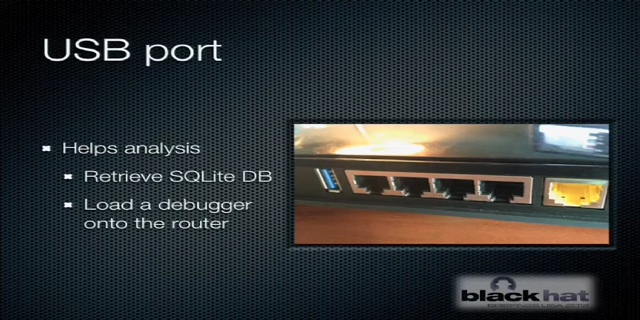 USB port
Helps analysis
Retrieve SQLite DB
Load a debugger
onto the router
black hat